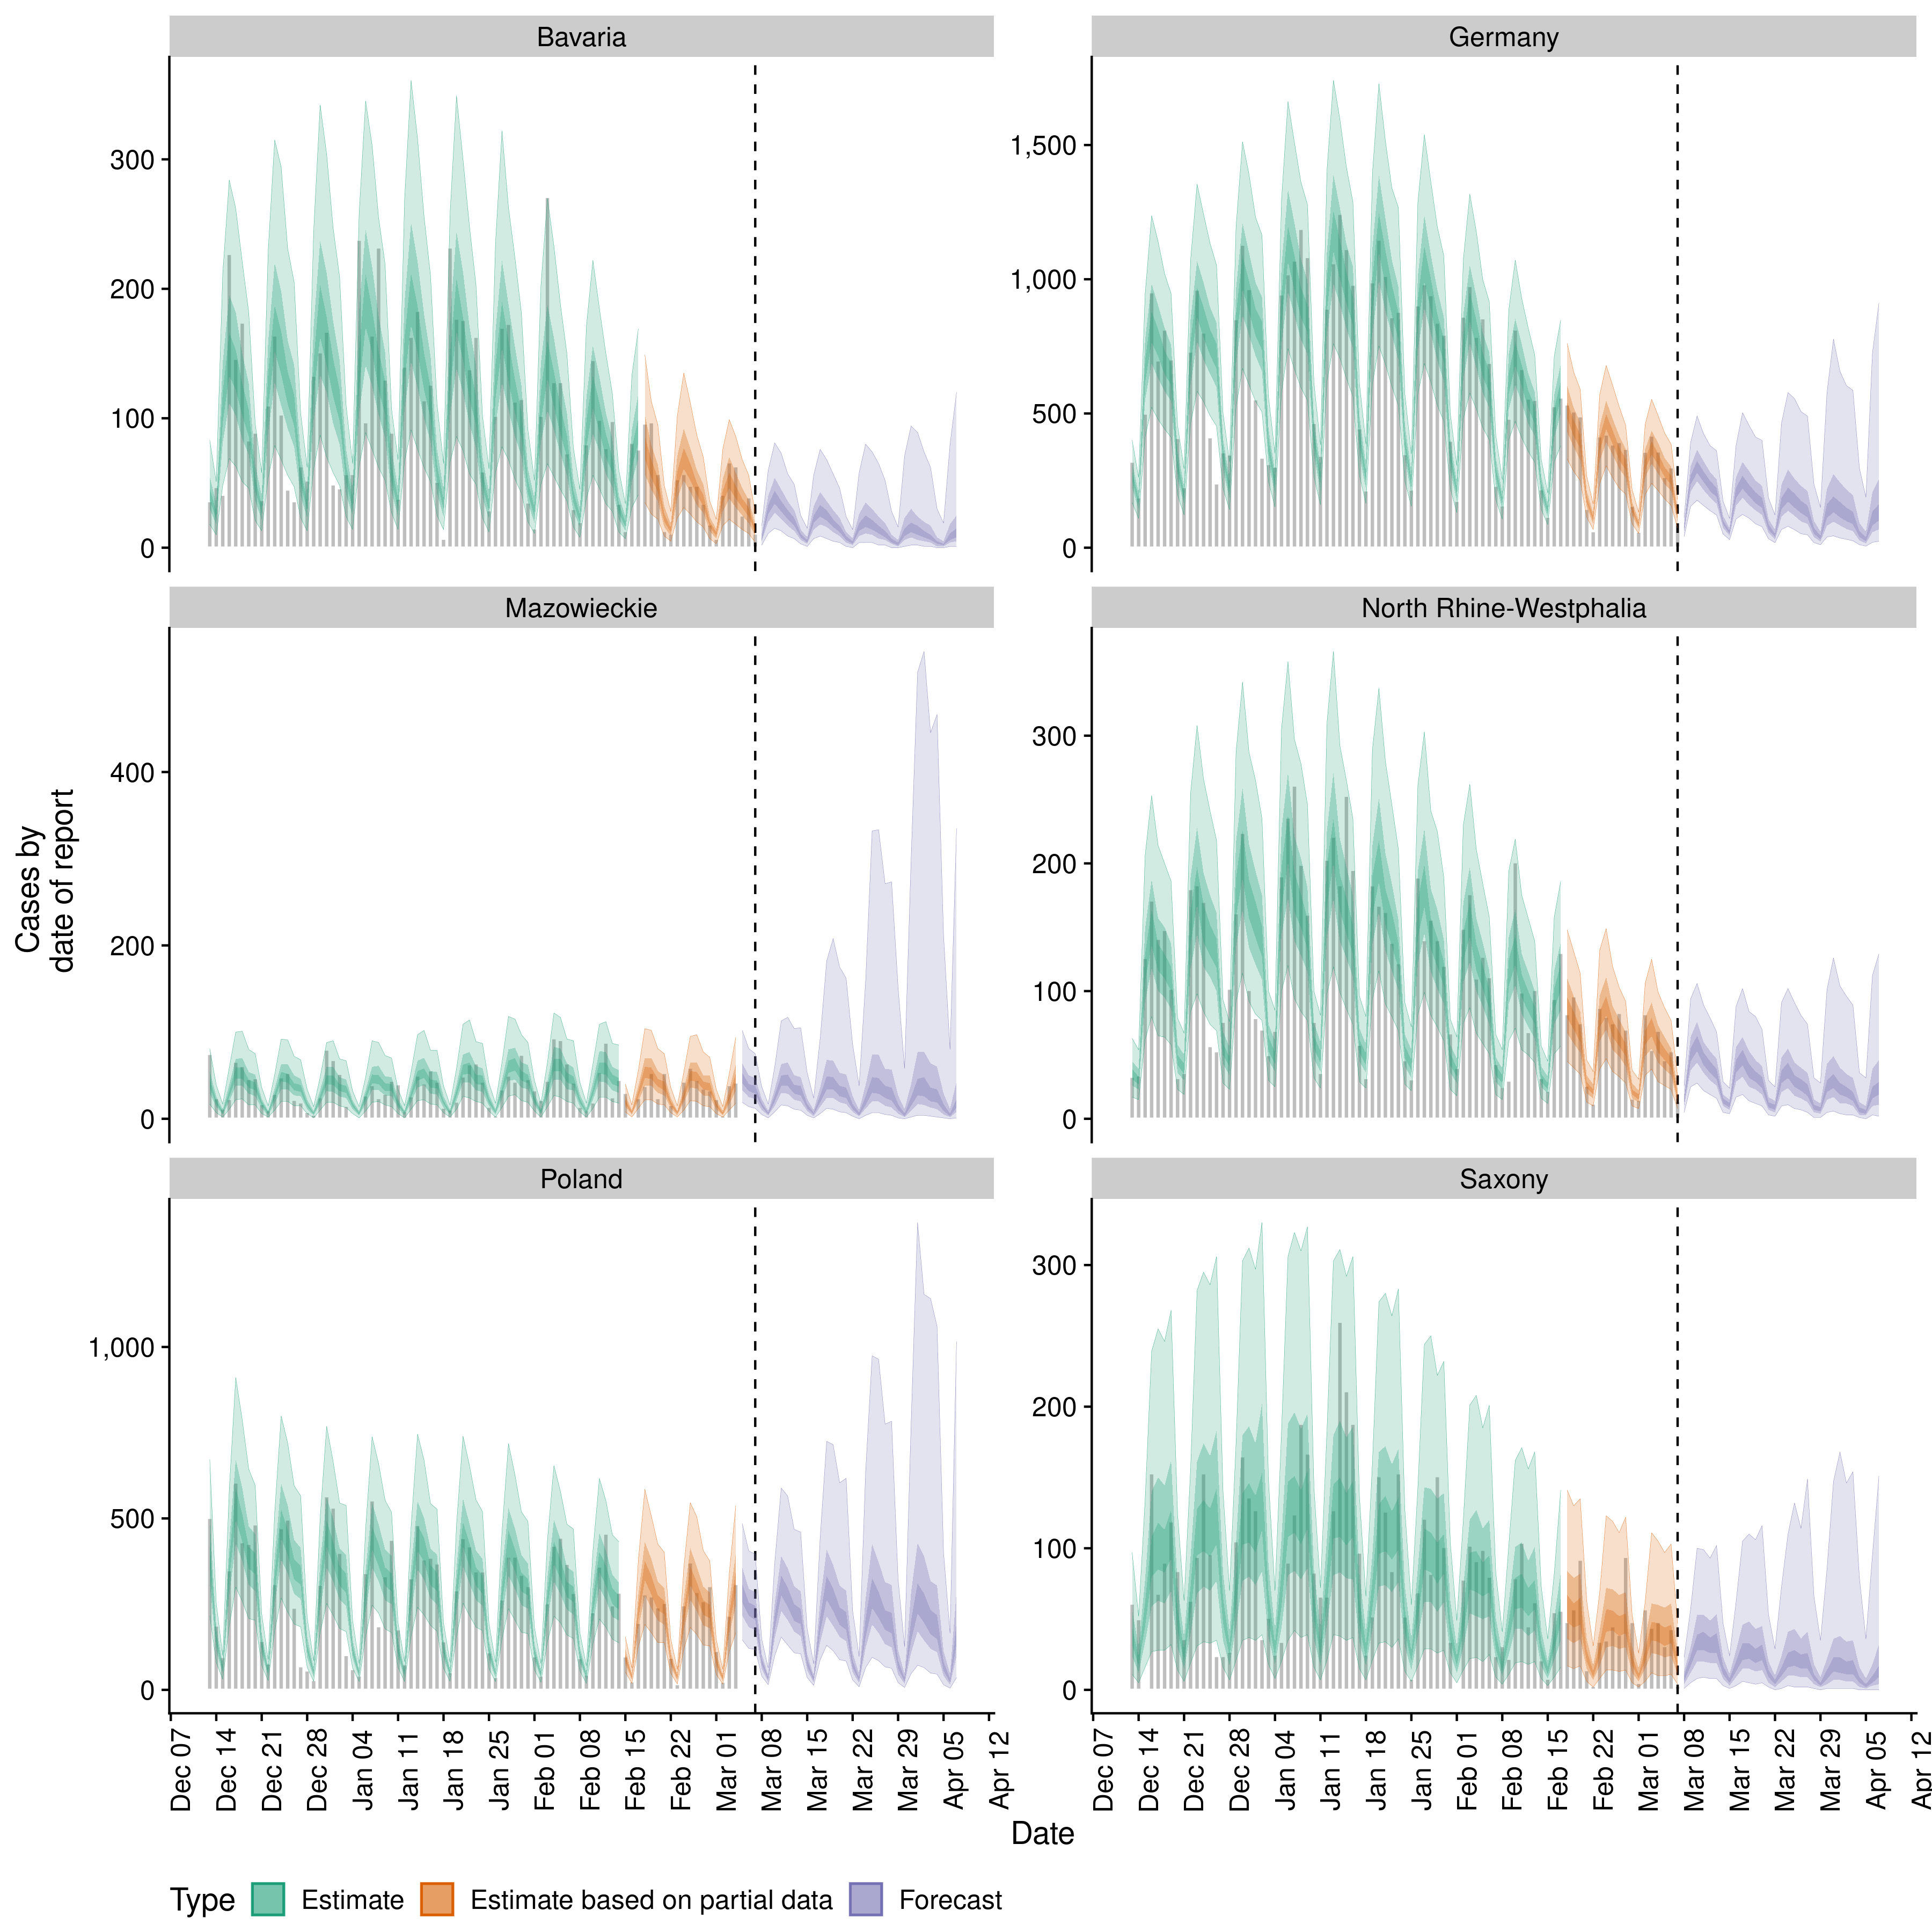 Bavaria
Germany
300
200
100
0
1,500
1,000
500
0
Mazowieckie
North Rhine-Westphalia
400
200
0
300
200
100
0
Cases by
date of report
Poland
Saxony
1,000
500
0
300
200
100
0
Dec 07
Dec 14
Dec 21
Dec 28
Jan 04
Jan 11
Jan 18
Jan 25
Feb 01
Feb 08
Feb 15
Feb 22
Mar 01
Mar 08
Mar 15
Mar 22
Mar 29
Apr 05
Apr 12
Dec 07
Dec 14
Dec 21
Dec 28
Jan 04
Jan 11
Jan 18
Jan 25
Feb 01
Feb 08
Feb 15
Feb 22
Mar 01
Mar 08
Mar 15
Mar 22
Mar 29
Apr 05
Apr 12
Date
Type Estimate Estimate based on partial data Forecast